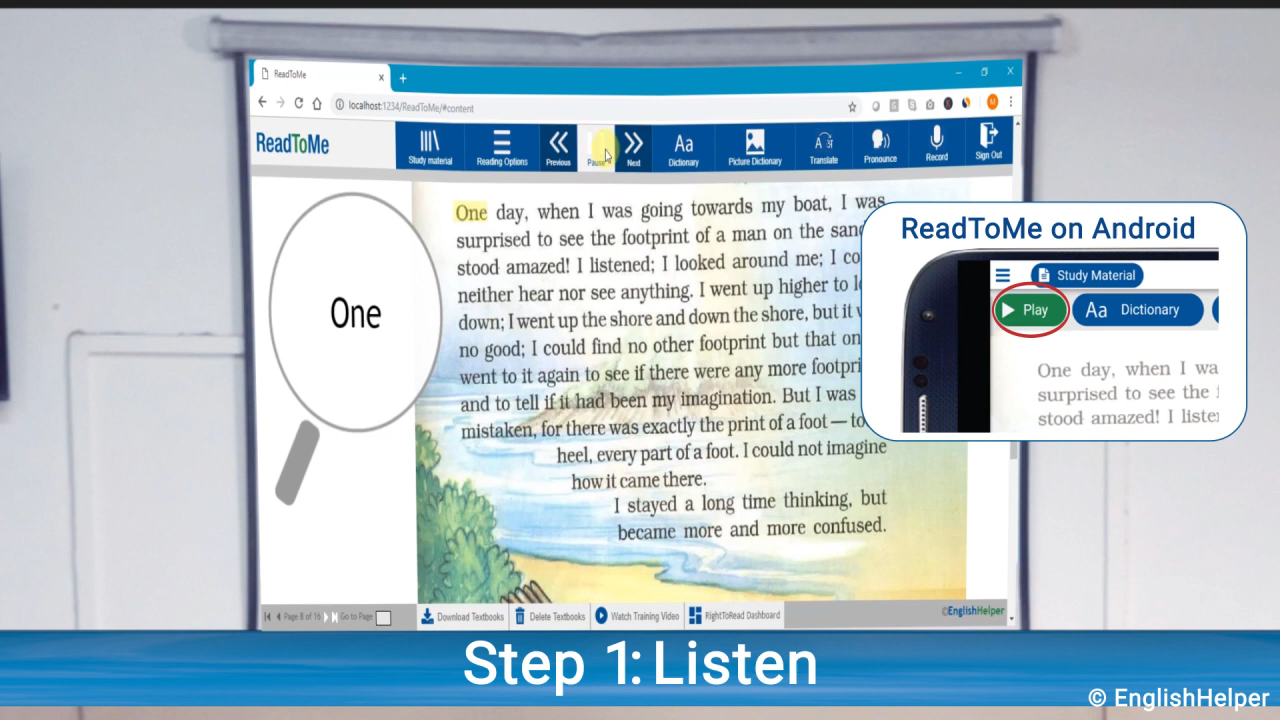 ReadToMe
localhost:1234/ReadToMe/#content
ReadToMe
Study material
Reading Options
Previous
Pause
Next
Aa
Dictionary
Picture Dictionary
A अ
Translate
Pronounce
Record
Sign Out
One
One day, when I was going towards my boat, I was
surprised to see the footprint of a man on the sand
stood amazed! I listened; I looked around me; I co
neither hear nor see anything. I went up higher to l
down; I went up the shore and down the shore, but it
no good; I could find no other footprint but that on
went to it again to see if there were any more footpri
and to tell if it had been my imagination. But I was
mistaken, for there was exactly the print of a foot — to
heel, every part of a foot. I could not imagine
how it came there.
I stayed a long time thinking, but
became more and more confused.
ReadToMe on Android
Study Material
Play
Aa Dictionary
One day, when I wa
surprised to see the
stood amazed! I lister
Page 8 of 16
Go to Page
Download Textbooks
Delete Textbooks
Watch Training Video
RightToRead Dashboard
©EnglishHelper
Step 1: Listen
© EnglishHelper